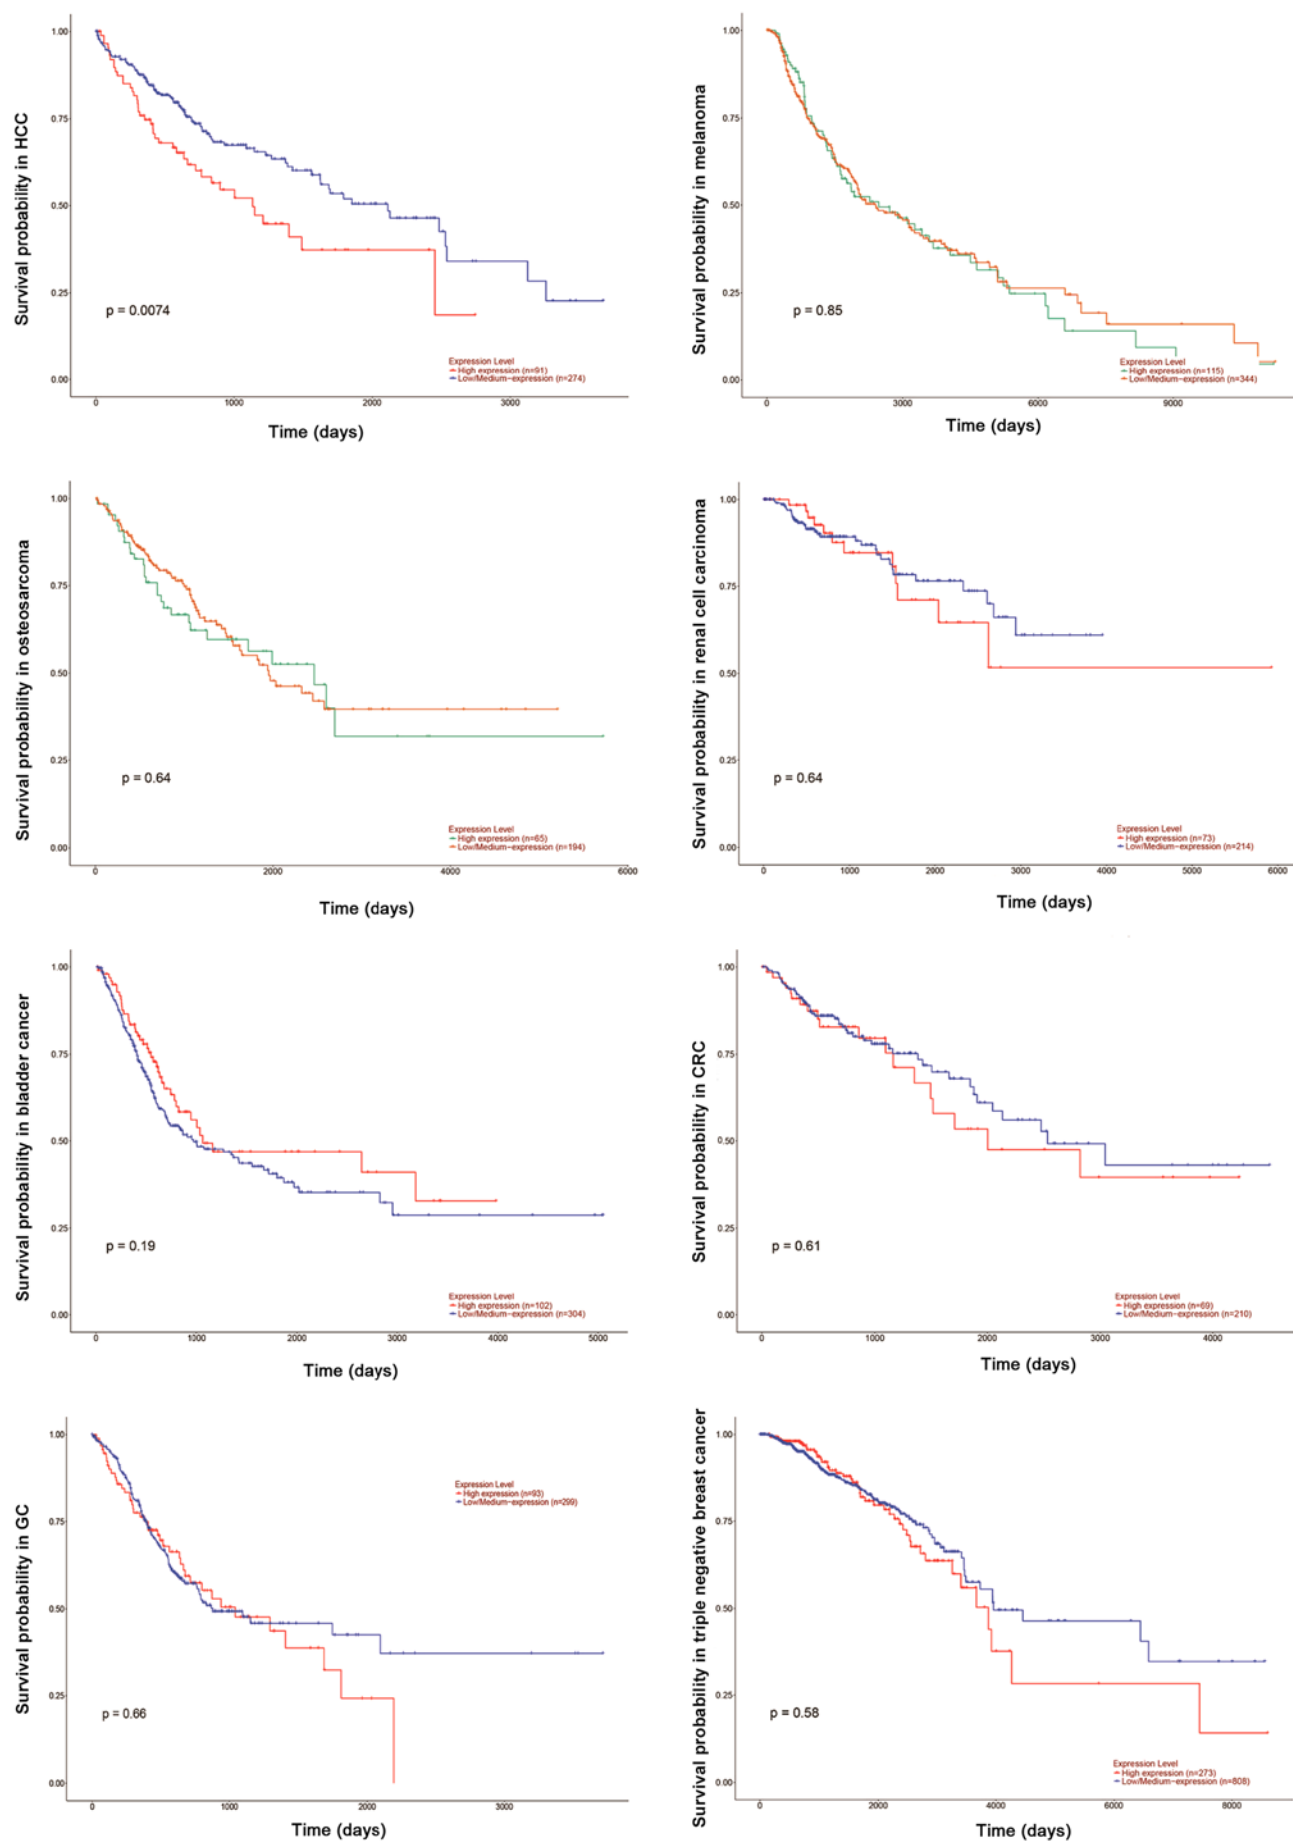 Survival probability in HCC
1.00
0.75
0.50
0.25
0.00
p = 0.0074
Expression Level
High expression (n=91)
Low/Medium-expression (n=274)
0 1000 2000 3000
Time (days)
Survival probability in melanoma
1.00
0.75
0.50
0.25
0.00
p = 0.85
Expression Level
High expression (n=115)
Low/Medium-expression (n=344)
0 3000 6000 9000
Time (days)
Survival probability in osteosarcoma
1.00
0.75
0.50
0.25
0.00
p = 0.64
Expression Level
High expression (n=65)
Low/Medium-expression (n=194)
0 2000 4000 6000
Time (days)
Survival probability in renal cell carcinoma
1.00
0.75
0.50
0.25
0.00
p = 0.64
Expression Level
High expression (n=73)
Low/Medium-expression (n=214)
0 1000 2000 3000 4000 5000 6000
Time (days)
Survival probability in bladder cancer
1.00
0.75
0.50
0.25
0.00
p = 0.19
Expression Level
High expression (n=102)
Low/Medium-expression (n=304)
0 1000 2000 3000 4000 5000
Time (days)
Survival probability in CRC
1.00
0.75
0.50
0.25
0.00
p = 0.61
Expression Level
High expression (n=69)
Low/Medium-expression (n=210)
0 1000 2000 3000 4000
Time (days)
Survival probability in GC
1.00
0.75
0.50
0.25
0.00
Expression Level
High expression (n=93)
Low/Medium-expression (n=299)
p = 0.66
0 1000 2000 3000
Time (days)
Survival probability in triple negative breast cancer
1.00
0.75
0.50
0.25
0.00
p = 0.58
Expression Level
High expression (n=273)
Low/Medium-expression (n=808)
0 2000 4000 6000 8000
Time (days)